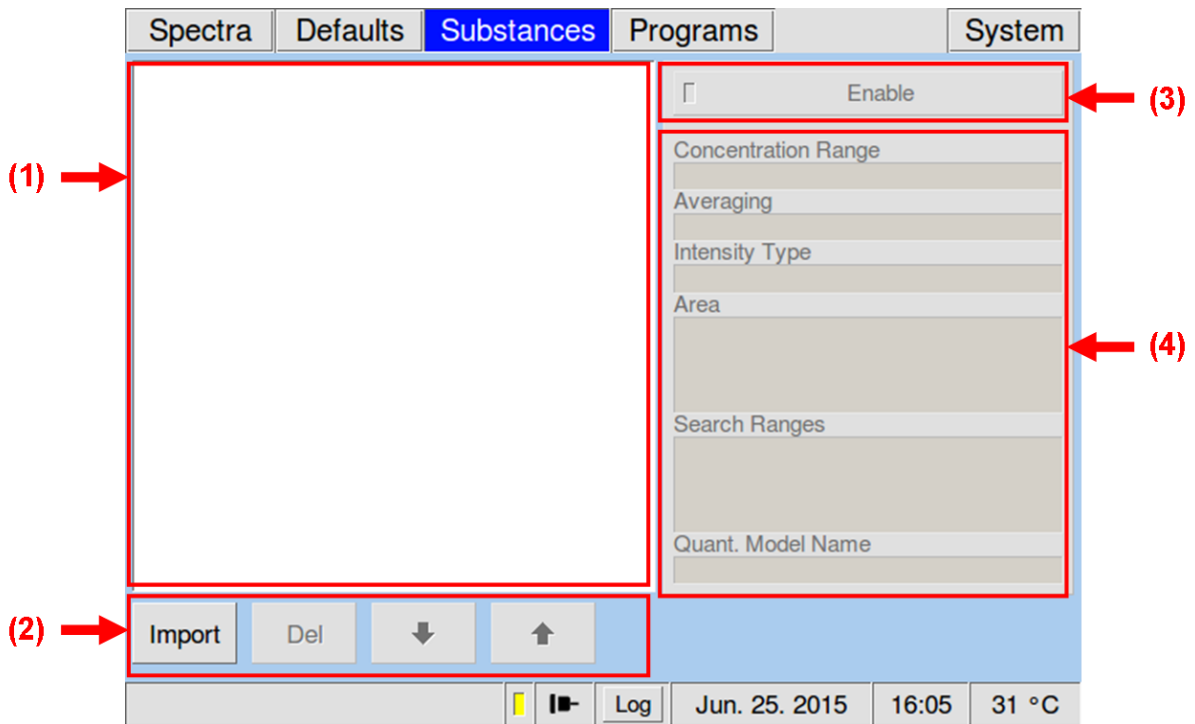 Spectra Defaults Substances Programs System
Enable
(3)
Concentration Range
(1)
Averaging
Intensity Type
Area
(4)
Search Ranges
Quant. Model Name
(2)
Import Del
Log Jun. 25. 2015 16:05 31 °C